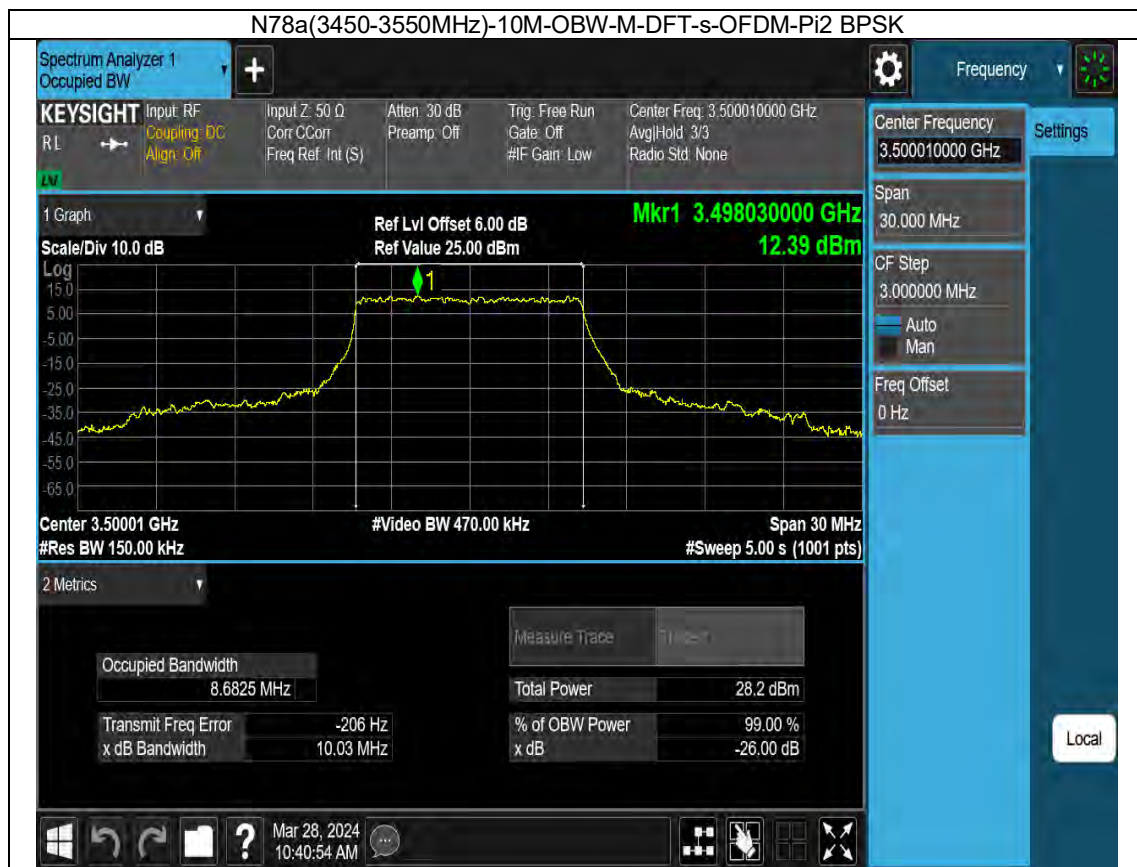 N78a(3450-3550MHz)-10M-OBW-M-DFT-s-OFDM-Pi2 BPSK
Spectrum Analyzer 1
Occupied BW
+
Frequency
KEYSIGHT
RL
Input: RF
Coupling: DC
Align: Off
Input Z: 50 Ω
Corr CCorr
Freq Ref: Int (S)
Atten: 30 dB
Preamp: Off
Trig: Free Run
Gate: Off
#IF Gain: Low
Center Freq: 3.500010000 GHz
Avg|Hold: 3/3
Radio Std: None
Center Frequency
3.500010000 GHz
Settings
Span
30.000 MHz
CF Step
3.000000 MHz
Auto
Man
Freq Offset
0 Hz
Local
1 Graph
Scale/Div 10.0 dB
Ref Lvl Offset 6.00 dB
Ref Value 25.00 dBm
Mkr1 3.498030000 GHz
12.39 dBm
Log
15.0
5.00
-5.00
-15.0
-25.0
-35.0
-45.0
-55.0
-65.0
1
Center 3.50001 GHz
#Video BW 470.00 kHz
Span 30 MHz
#Res BW 150.00 kHz
#Sweep 5.00 s (1001 pts)
2 Metrics
Measure Trace
Occupied Bandwidth
8.6825 MHz
Total Power 28.2 dBm
Transmit Freq Error -206 Hz
% of OBW Power 99.00 %
x dB Bandwidth 10.03 MHz
x dB -26.00 dB
?
Mar 28, 2024
10:40:54 AM